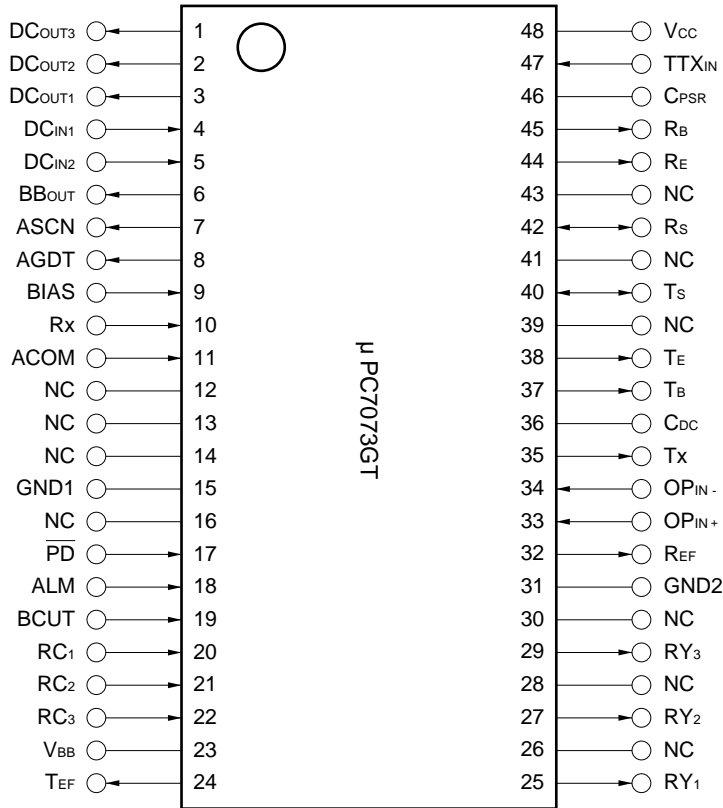 DCOUT3 1 48 VCC
DCOUT2 2 47 TTXIN
DCOUT1 3 46 CPSR
DCIN1 4 45 RB
DCIN2 5 44 RE
BBOUT 6 43 NC
ASCN 7 42 RS
AGDT 8 41 NC
BIAS 9 40 TS
Rx 10 39 NC
ACOM 11 38 TE
NC 12 37 TB
NC 13 36 CDC
NC 14 35 Tx
GND1 15 34 OPIN -
NC 16 33 OPIN +
PD 17 32 REF
ALM 18 31 GND2
BCUT 19 30 NC
RC1 20 29 RY3
RC2 21 28 NC
RC3 22 27 RY2
VBB 23 26 NC
TEF 24 25 RY1
µ PC7073GT